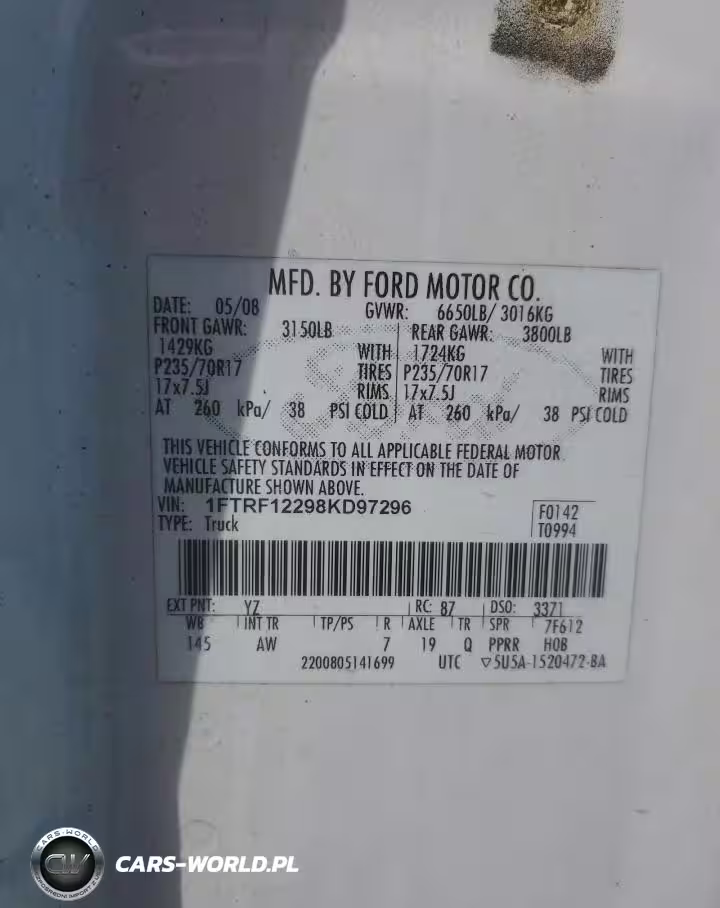 MFD. BY FORD MOTOR CO.
DATE: 05/08 GVWR: 6650LB/ 3016KG
FRONT GAWR: 3150LB REAR GAWR: 3800LB
1429KG WITH 1724KG WITH
P235/70R17 TIRES P235/70R17 TIRES
17x7.5J RIMS 17x7.5J RIMS
AT 260 kPa/ 38 PSI COLD AT 260 kPa/ 38 PSI COLD
THIS VEHICLE CONFORMS TO ALL APPLICABLE FEDERAL MOTOR
VEHICLE SAFETY STANDARDS IN EFFECT ON THE DATE OF
MANUFACTURE SHOWN ABOVE.
VIN: 1FTRF12298KD97296 F0142
TYPE: Truck T0994
EXT PNT: YZ RC: 87 DSO: 3371
WB INT TR TP/PS R AXLE TR SPR 7F612
145 AW 7 19 Q PPRR HOB
2200805141699 UTC ▽5U5A-1520472-BA
CARS-WORLD
CW
CARS-WORLD.PL